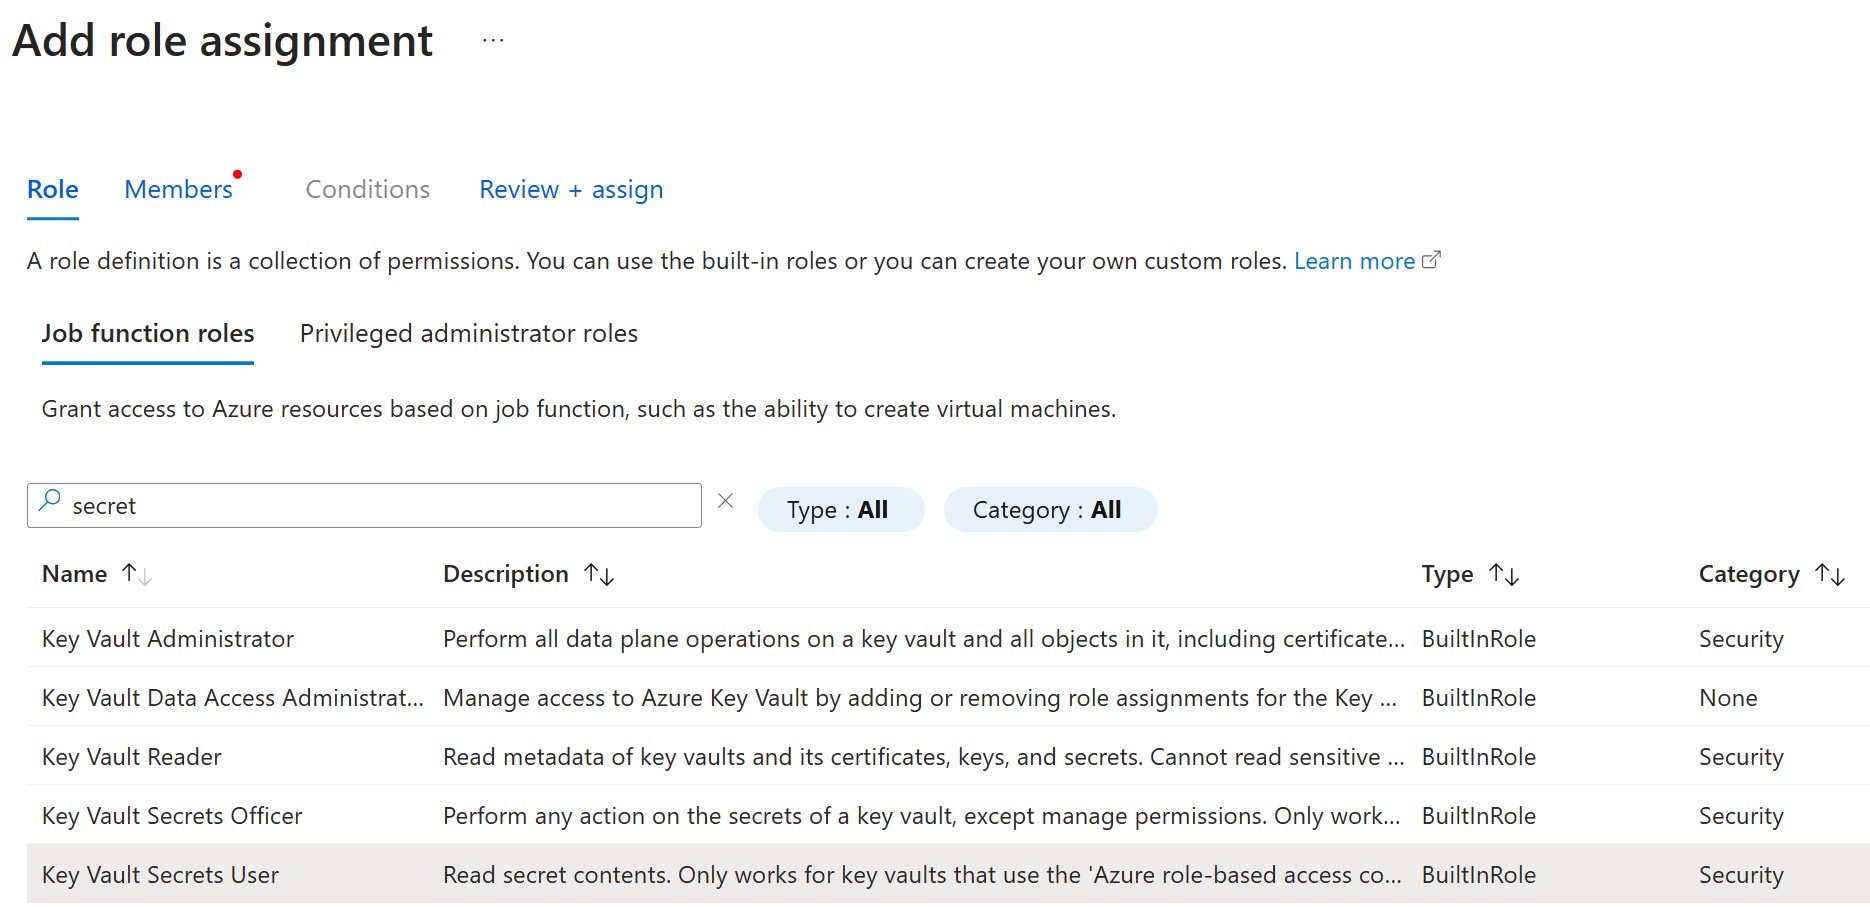 Add role assignment ...
Role Members Conditions Review + assign
A role definition is a collection of permissions. You can use the built-in roles or you can create your own custom roles. Learn more
Job function roles Privileged administrator roles
Grant access to Azure resources based on job function, such as the ability to create virtual machines.
secret Type : All Category : All
Name Description Type Category
Key Vault Administrator Perform all data plane operations on a key vault and all objects in it, including certificate... BuiltInRole Security
Key Vault Data Access Administrat... Manage access to Azure Key Vault by adding or removing role assignments for the Key ... BuiltInRole None
Key Vault Reader Read metadata of key vaults and its certificates, keys, and secrets. Cannot read sensitive ... BuiltInRole Security
Key Vault Secrets Officer Perform any action on the secrets of a key vault, except manage permissions. Only work... BuiltInRole Security
Key Vault Secrets User Read secret contents. Only works for key vaults that use the 'Azure role-based access co... BuiltInRole Security